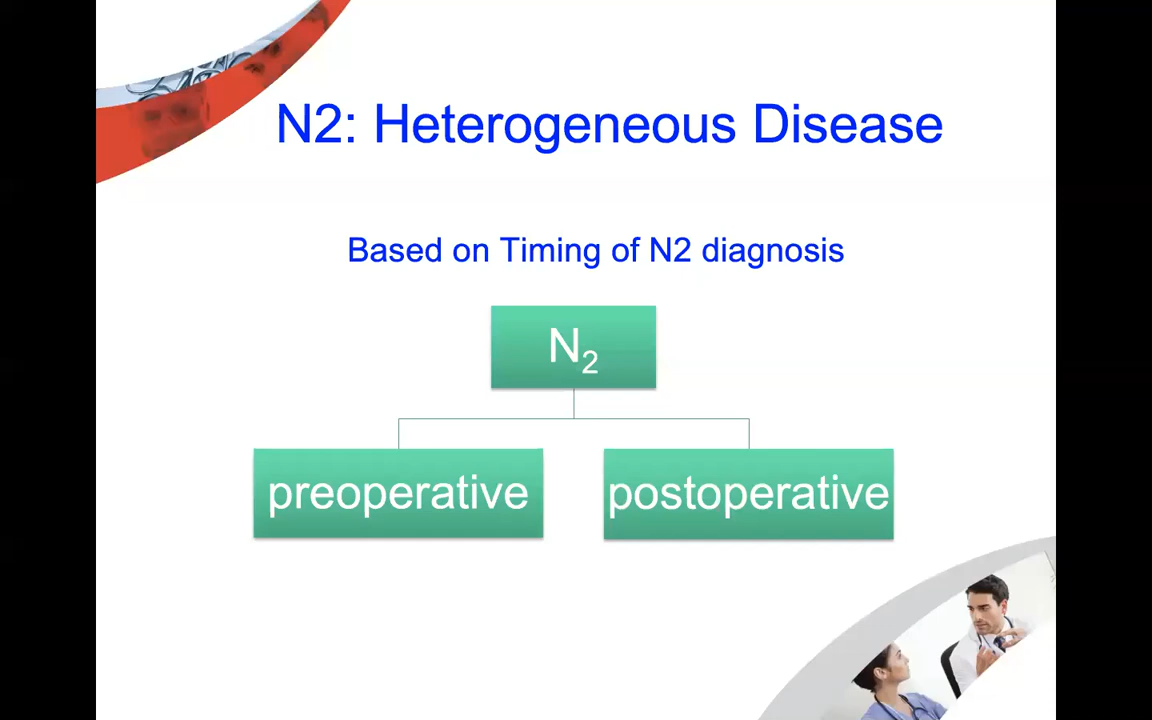 N2: Heterogeneous Disease
Based on Timing of N2 diagnosis
N₂
preoperative
postoperative